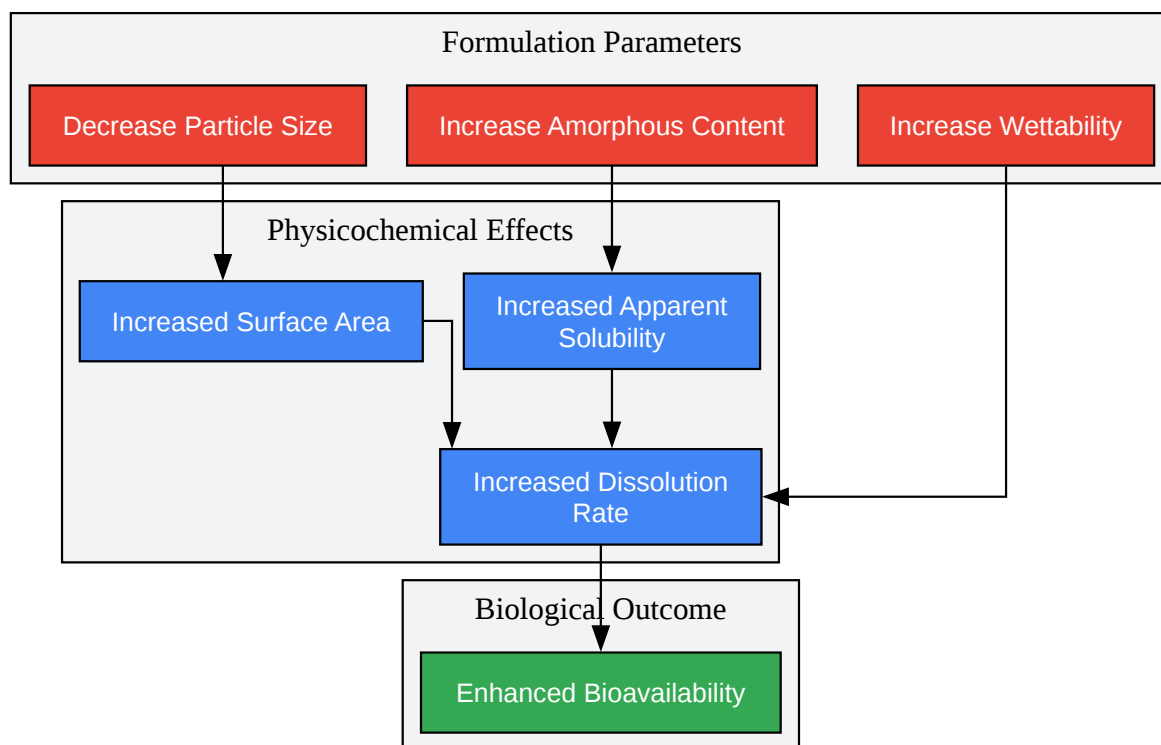 Formulation Parameters
Decrease Particle Size
Increase Amorphous Content
Increase Wettability
Physicochemical Effects
Increased Surface Area
Increased Apparent
Solubility
Increased Dissolution
Rate
Biological Outcome
Enhanced Bioavailability